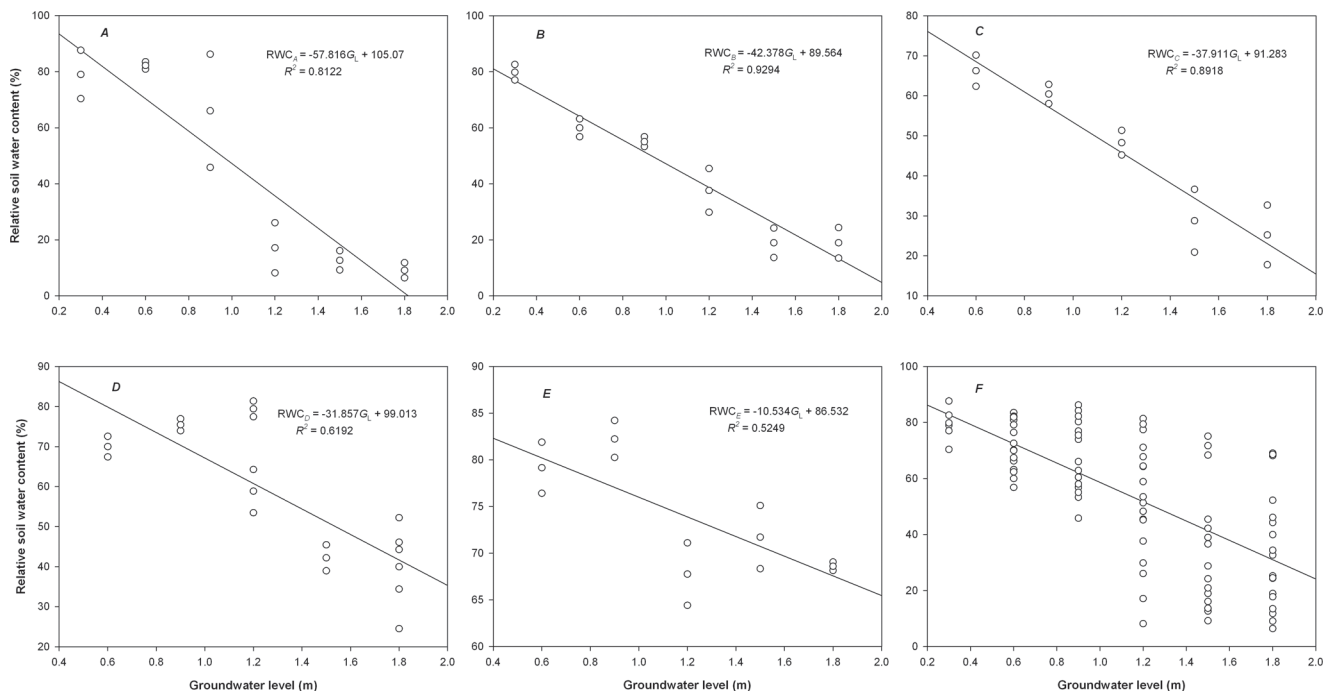 A
RWC_A = -57.816G_L + 105.07
R^2 = 0.8122
Relative soil water content (%)
100
80
60
40
20
0
0.2 0.4 0.6 0.8 1.0 1.2 1.4 1.6 1.8 2.0
B
RWC_B = -42.378G_L + 89.564
R^2 = 0.9294
100
80
60
40
20
0
0.2 0.4 0.6 0.8 1.0 1.2 1.4 1.6 1.8 2.0
C
RWC_C = -37.911G_L + 91.283
R^2 = 0.8918
80
70
60
50
40
30
20
10
0.4 0.6 0.8 1.0 1.2 1.4 1.6 1.8 2.0
D
RWC_D = -31.857G_L + 99.013
R^2 = 0.6192
Relative soil water content (%)
90
80
70
60
50
40
30
20
0.4 0.6 0.8 1.0 1.2 1.4 1.6 1.8 2.0
Groundwater level (m)
E
RWC_E = -10.534G_L + 86.532
R^2 = 0.5249
90
85
80
75
70
65
60
0.4 0.6 0.8 1.0 1.2 1.4 1.6 1.8 2.0
Groundwater level (m)
F
100
80
60
40
20
0
0.2 0.4 0.6 0.8 1.0 1.2 1.4 1.6 1.8 2.0
Groundwater level (m)